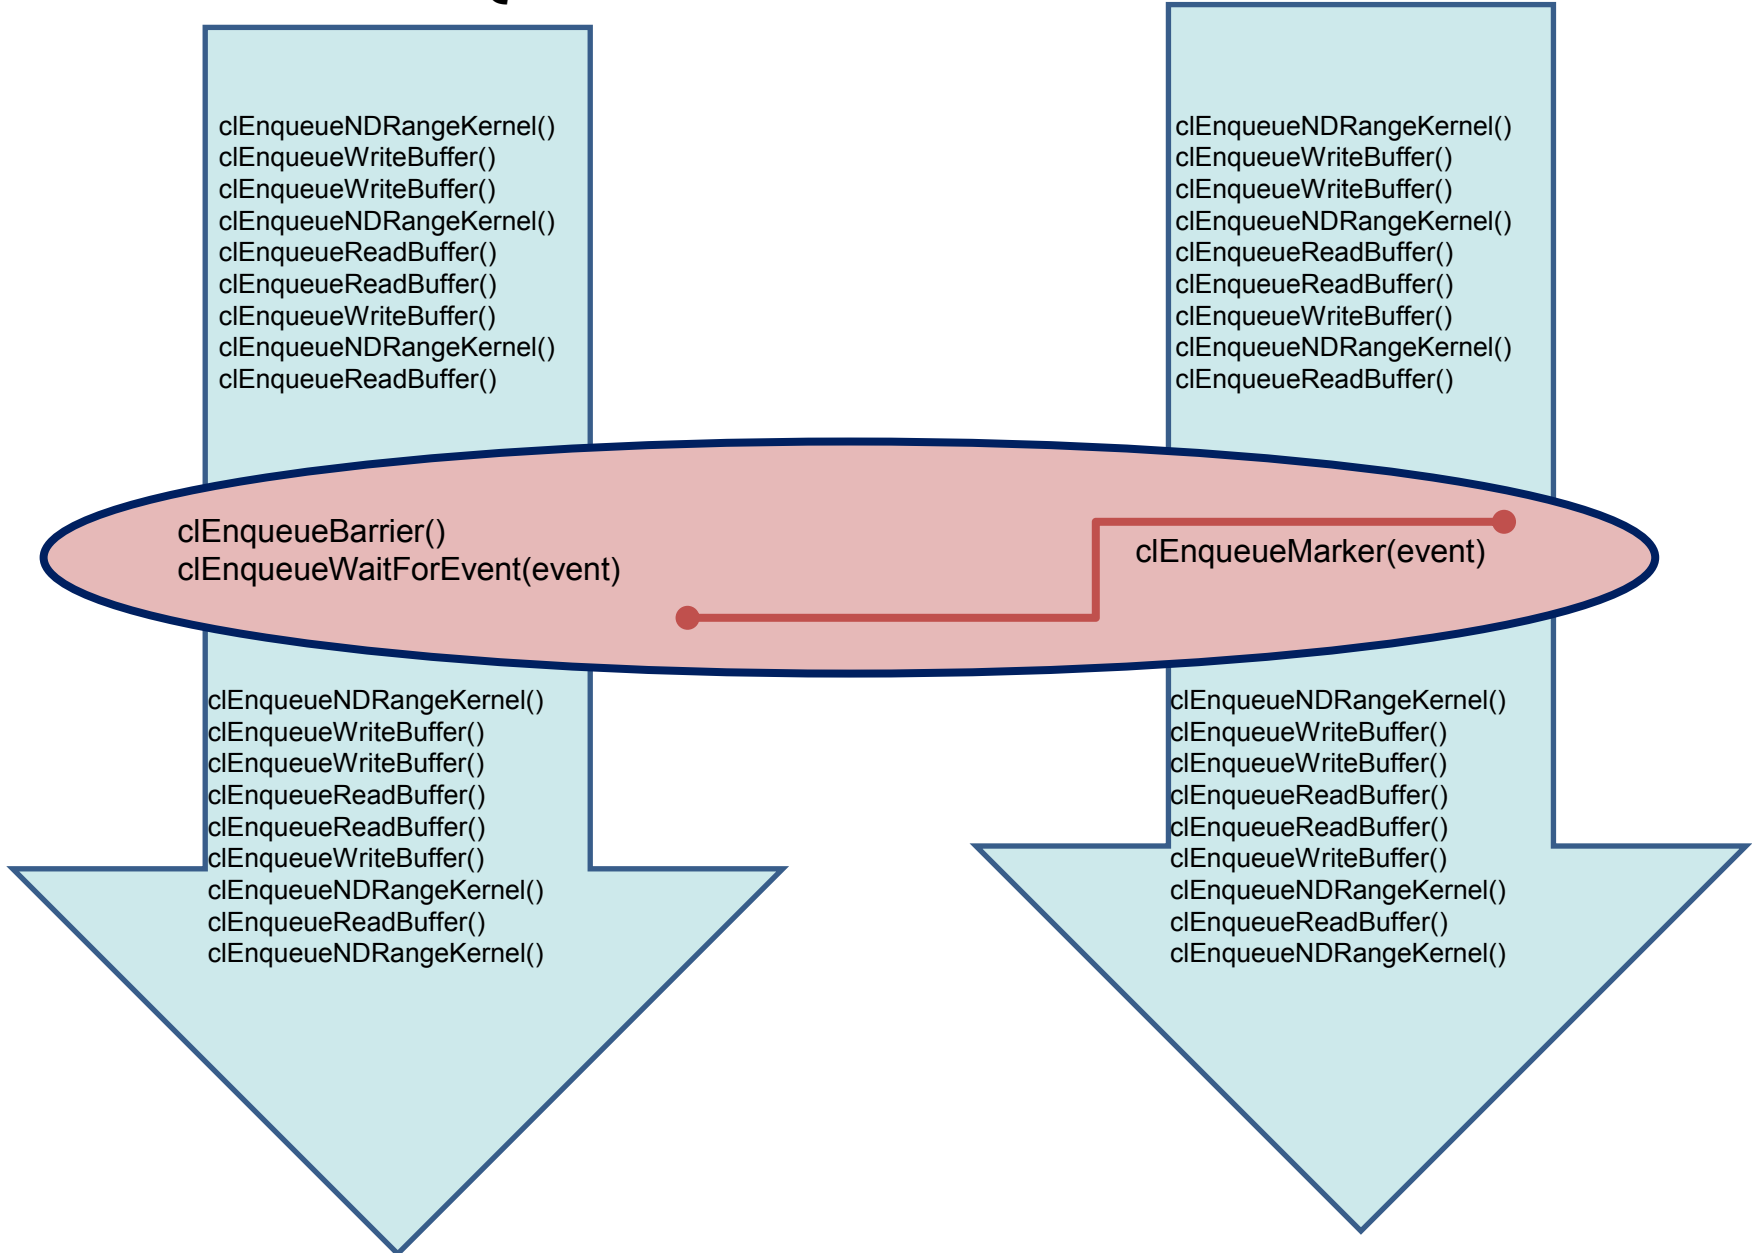 clEnqueueNDRangeKernel()
clEnqueueWriteBuffer()
clEnqueueWriteBuffer()
clEnqueueNDRangeKernel()
clEnqueueReadBuffer()
clEnqueueReadBuffer()
clEnqueueWriteBuffer()
clEnqueueNDRangeKernel()
clEnqueueReadBuffer()
clEnqueueNDRangeKernel()
clEnqueueWriteBuffer()
clEnqueueWriteBuffer()
clEnqueueNDRangeKernel()
clEnqueueReadBuffer()
clEnqueueReadBuffer()
clEnqueueWriteBuffer()
clEnqueueNDRangeKernel()
clEnqueueReadBuffer()
clEnqueueBarrier()
clEnqueueWaitForEvent(event)
clEnqueueMarker(event)
clEnqueueNDRangeKernel()
clEnqueueWriteBuffer()
clEnqueueWriteBuffer()
clEnqueueReadBuffer()
clEnqueueReadBuffer()
clEnqueueWriteBuffer()
clEnqueueNDRangeKernel()
clEnqueueReadBuffer()
clEnqueueNDRangeKernel()
clEnqueueNDRangeKernel()
clEnqueueWriteBuffer()
clEnqueueWriteBuffer()
clEnqueueReadBuffer()
clEnqueueReadBuffer()
clEnqueueWriteBuffer()
clEnqueueNDRangeKernel()
clEnqueueReadBuffer()
clEnqueueNDRangeKernel()